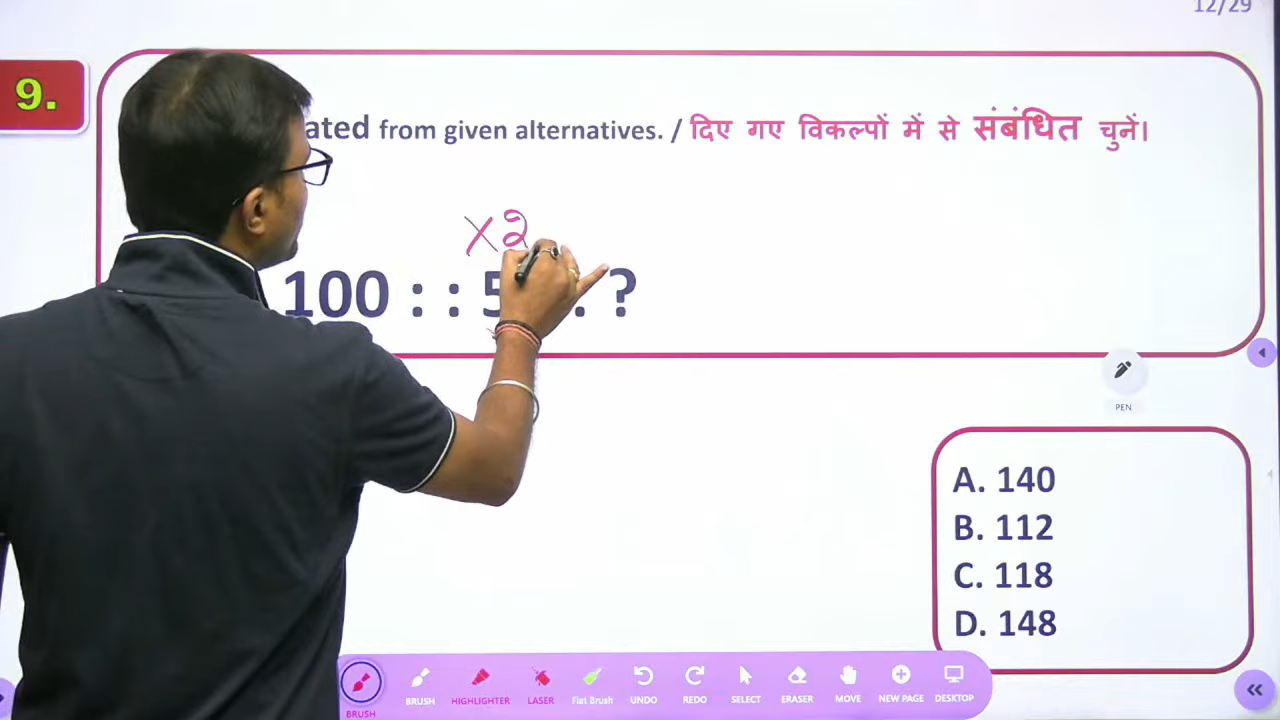 12/29
9.
ated from given alternatives. / दिए गए विकल्पों में से संबंधित चुनें।
×2
100 : : 5 . ?
PEN
A. 140
B. 112
C. 118
D. 148
BRUSH BRUSH HIGHLIGHTER LASER Flat Brush UNDO REDO SELECT ERASER MOVE NEW PAGE DESKTOP